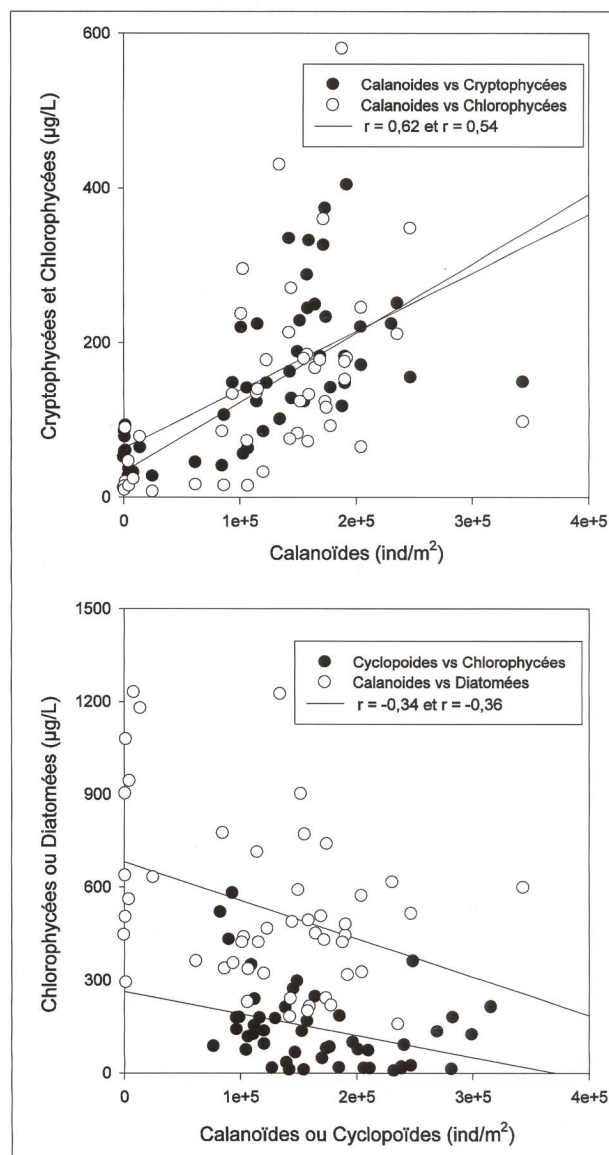 600
Calanoides vs Cryptophycées
Calanoides vs Chlorophycées
r = 0,62 et r = 0,54
400
200
0
Cryptophycées et Chlorophycées (µg/L)
0
1e+5
2e+5
3e+5
4e+5
Calanoïdes (ind/m²)
1500
Cyclopoides vs Chlorophycées
Calanoides vs Diatomées
r = -0,34 et r = -0,36
1200
900
600
300
0
Chlorophycées ou Diatomées (µg/L)
0
1e+5
2e+5
3e+5
4e+5
Calanoïdes ou Cyclopoïdes (ind/m²)